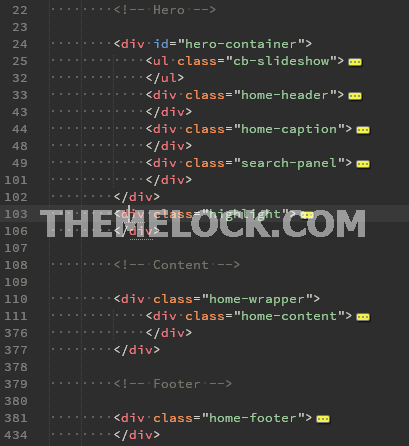 22 <!-- Hero -->
23
24 <div id="hero-container">
25 <ul class="cb-slideshow">
32 </ul>
33 <div class="home-header">
43 </div>
44 <div class="home-caption">
48 </div>
49 <div class="search-panel">
101 </div>
102 </div>
103 <div class="highlight">
THEMELOCK.COM
106 </div>
107
108 <!-- Content -->
109
110 <div class="home-wrapper>
111 <div class="home-content">
376 </div>
377 </div>
378
379 <!-- Footer -->
380
381 <div class="home-footer">
434 </div>